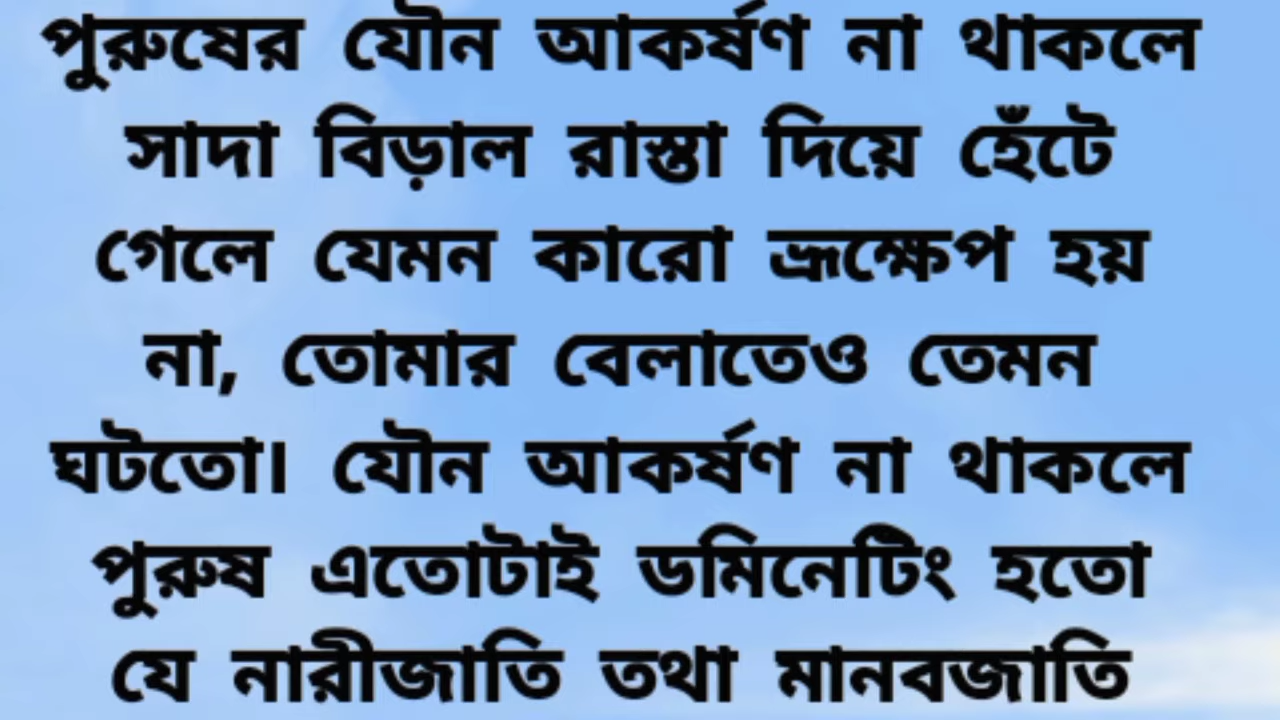 পুরুষের যৌন আকর্ষণ না থাকলে
সাদা বিড়াল রাস্তা দিয়ে হেঁটে
গেলে যেমন কারো ভ্রূক্ষেপ হয়
না, তোমার বেলাতেও তেমন
ঘটতো। যৌন আকর্ষণ না থাকলে
পুরুষ এতোটাই ডমিনেটিং হতো
যে নারীজাতি তথা মানবজাতি